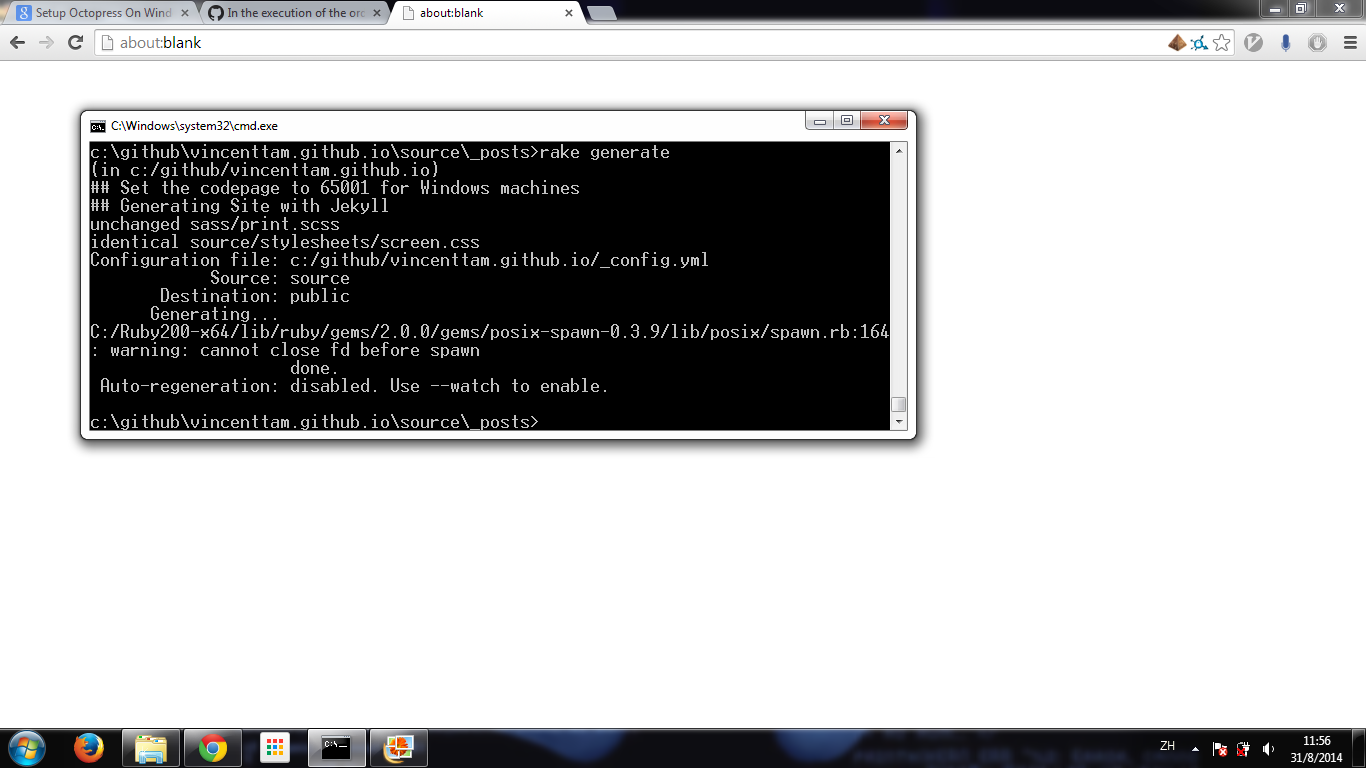 Setup Octopress On Wind
In the execution of the ord
about:blank
about:blank
C:\Windows\system32\cmd.exe
c:\github\vincenttam.github.io\source\_posts>rake generate
(in c:/github/vincenttam.github.io)
## Set the codepage to 65001 for Windows machines
## Generating Site with Jekyll
unchanged sass/print.scss
identical source/stylesheets/screen.css
Configuration file: c:/github/vincenttam.github.io/_config.yml
Source: source
Destination: public
Generating...
C:/Ruby200-x64/lib/ruby/gems/2.0.0/gems/posix-spawn-0.3.9/lib/posix/spawn.rb:164
: warning: cannot close fd before spawn
done.
Auto-regeneration: disabled. Use --watch to enable.
c:\github\vincenttam.github.io\source\_posts>
ZH
11:56
31/8/2014